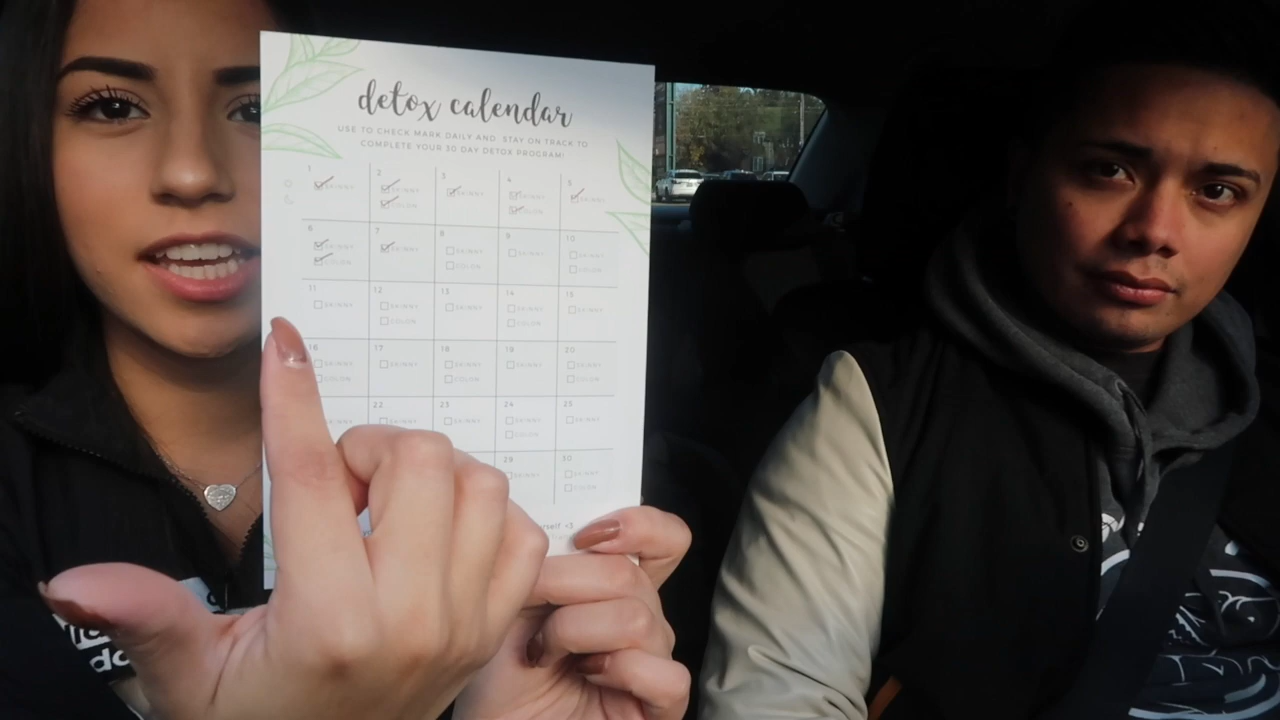 detox calendar
USE TO CHECK MARK DAILY AND STAY ON TRACK TO
COMPLETE YOUR 30 DAY DETOX PROGRAM!
1 2 3 4 5
SKINNY SKINNY SKINNY SKINNY SKINNY
COLON COLON
6 7 8 9 10
SKINNY SKINNY SKINNY SKINNY SKINNY
COLON COLON COLON
11 12 13 14 15
SKINNY SKINNY SKINNY SKINNY SKINNY
COLON COLON
16 17 18 19 20
SKINNY SKINNY SKINNY SKINNY SKINNY
COLON COLON COLON
22 23 24 25
SKINNY SKINNY SKINNY SKINNY
COLON
29 30
SKINNY SKINNY
COLON
rself <3